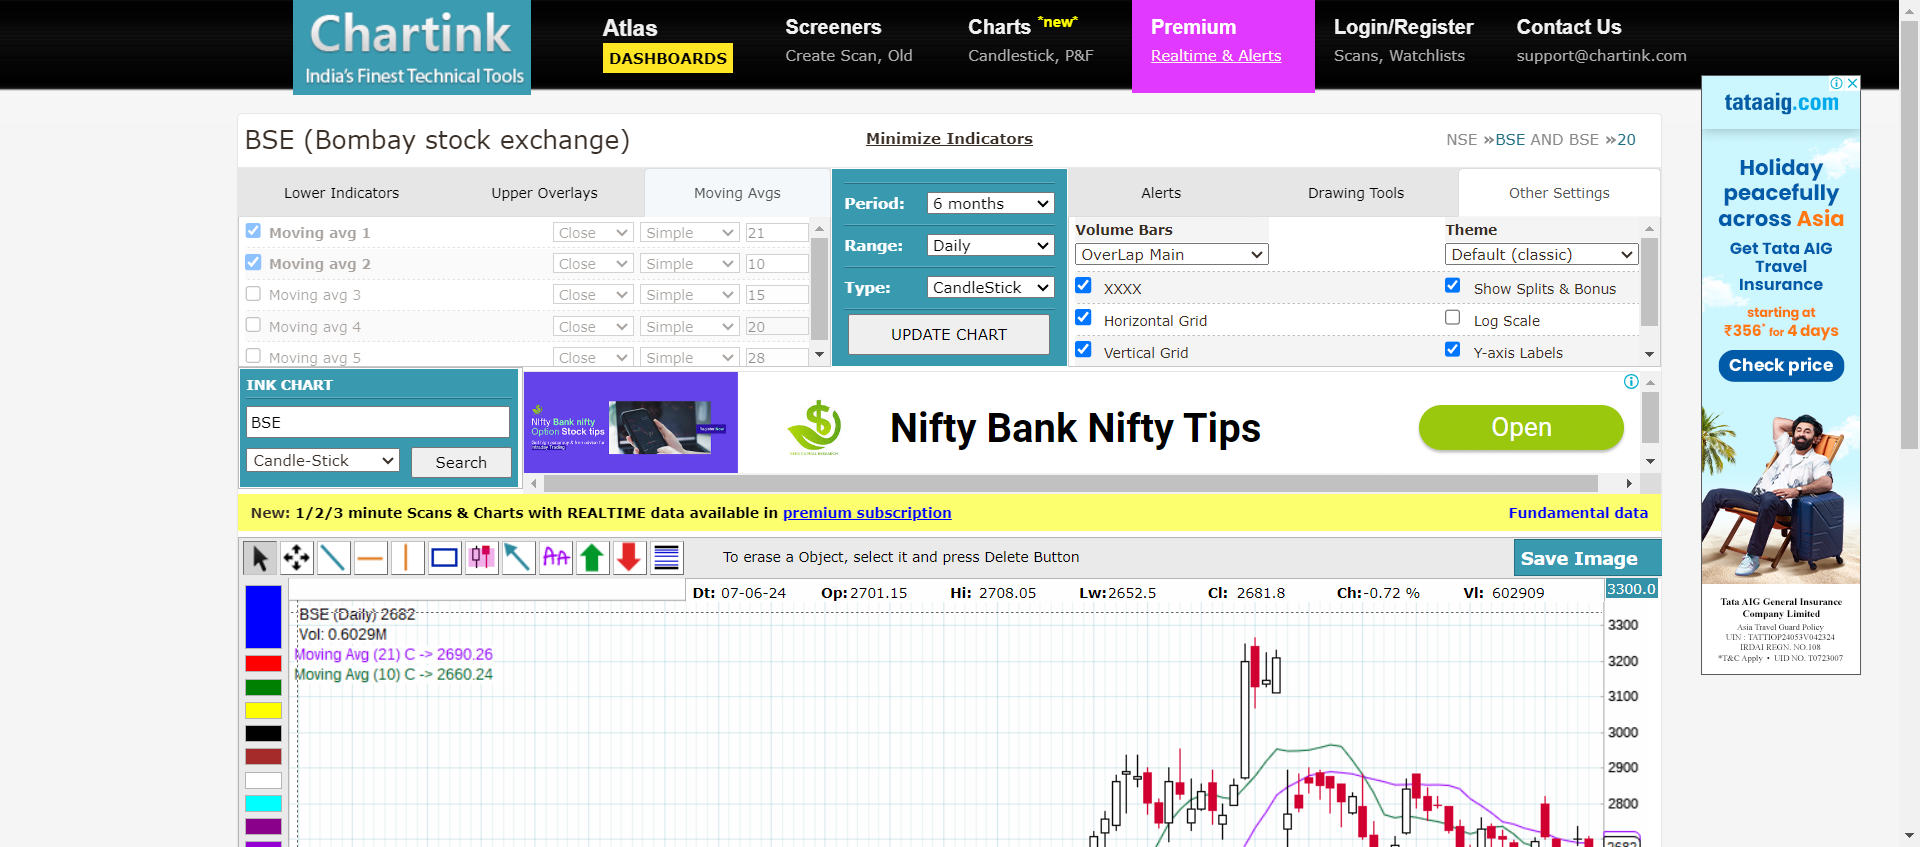 Chartink
India's Finest Technical Tools
Atlas
DASHBOARDS
Screeners
Create Scan, Old
Charts *new*
Candlestick, P&F
Premium
Realtime & Alerts
Login/Register
Scans, Watchlists
Contact Us
support@chartink.com
BSE (Bombay stock exchange)
Minimize Indicators
NSE »BSE AND BSE »20
Lower Indicators
Upper Overlays
Moving Avgs
Moving avg 1 Close Simple 21
Moving avg 2 Close Simple 10
Moving avg 3 Close Simple 15
Moving avg 4 Close Simple 20
Moving avg 5 Close Simple 28
Period: 6 months
Range: Daily
Type: CandleStick
UPDATE CHART
Alerts
Drawing Tools
Other Settings
Volume Bars
OverLap Main
XXXX
Horizontal Grid
Vertical Grid
Theme
Default (classic)
Show Splits & Bonus
Log Scale
Y-axis Labels
INK CHART
BSE
Candle-Stick
Search
Nifty Bank nifty
Option Stock tips
Register Now!
Nifty Bank Nifty Tips
Open
New: 1/2/3 minute Scans & Charts with REALTIME data available in premium subscription
Fundamental data
AA
To erase a Object, select it and press Delete Button
Save Image
Dt: 07-06-24 Op:2701.15 Hi: 2708.05 Lw:2652.5 Cl: 2681.8 Ch:-0.72 % Vl: 602909
3300.0
BSE (Daily) 2682
Vol: 0.6029M
Moving Avg (21) C -> 2690.26
Moving Avg (10) C -> 2660.24
3300
3200
3100
3000
2900
2800
2682
tataaig.com
Holiday
peacefully
across Asia
Get Tata AIG
Travel
Insurance
starting at
₹356* for 4 days
Check price
Tata AIG General Insurance
Company Limited
Asia Travel Guard Policy
UIN : TATTIOP24053V042324
IRDAI REGN. NO.108
*T&C Apply • UID NO. T0723007